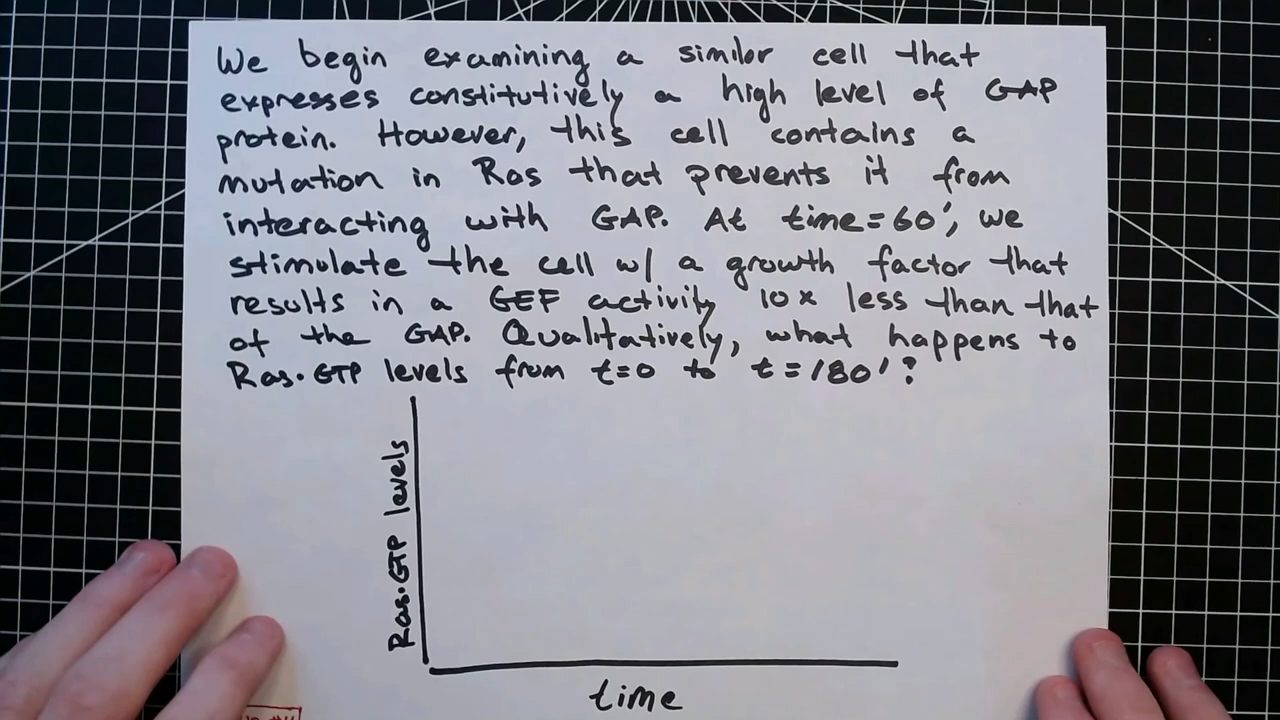 We begin examining a similar cell that
expresses constitutively a high level of GAP
protein. However, this cell contains a
mutation in Ras that prevents it from
interacting with GAP. At time=60', we
stimulate the cell w/ a growth factor that
results in a GEF activity 10x less than that
of the GAP. Qualitatively, what happens to
Ras·GTP levels from t=0 to t=180'?
Ras·GTP levels
time